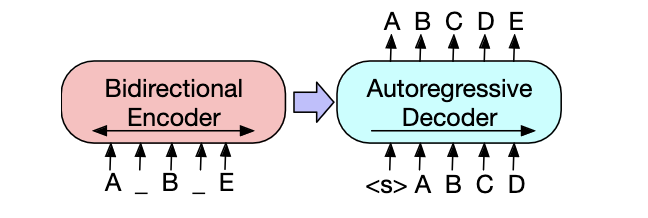 A B C D E
Bidirectional
Encoder
Autoregressive
Decoder
A _ B _ E
<s> A B C D